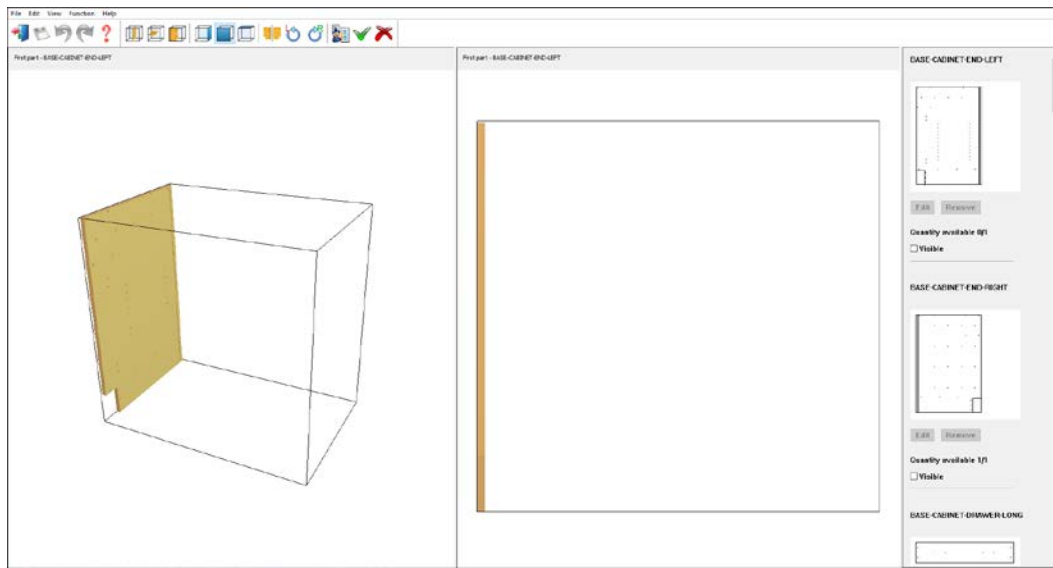 File Edit View Function Help
First part - BASE-CABINET-END-LEFT
First part - BASE-CABINET-END-LEFT
BASE-CABINET-END-LEFT
Edit Remove
Quantity available 0/1
Visible
BASE-CABINET-END-RIGHT
Edit Remove
Quantity available 1/1
Visible
BASE-CABINET-DRAWER-LONG